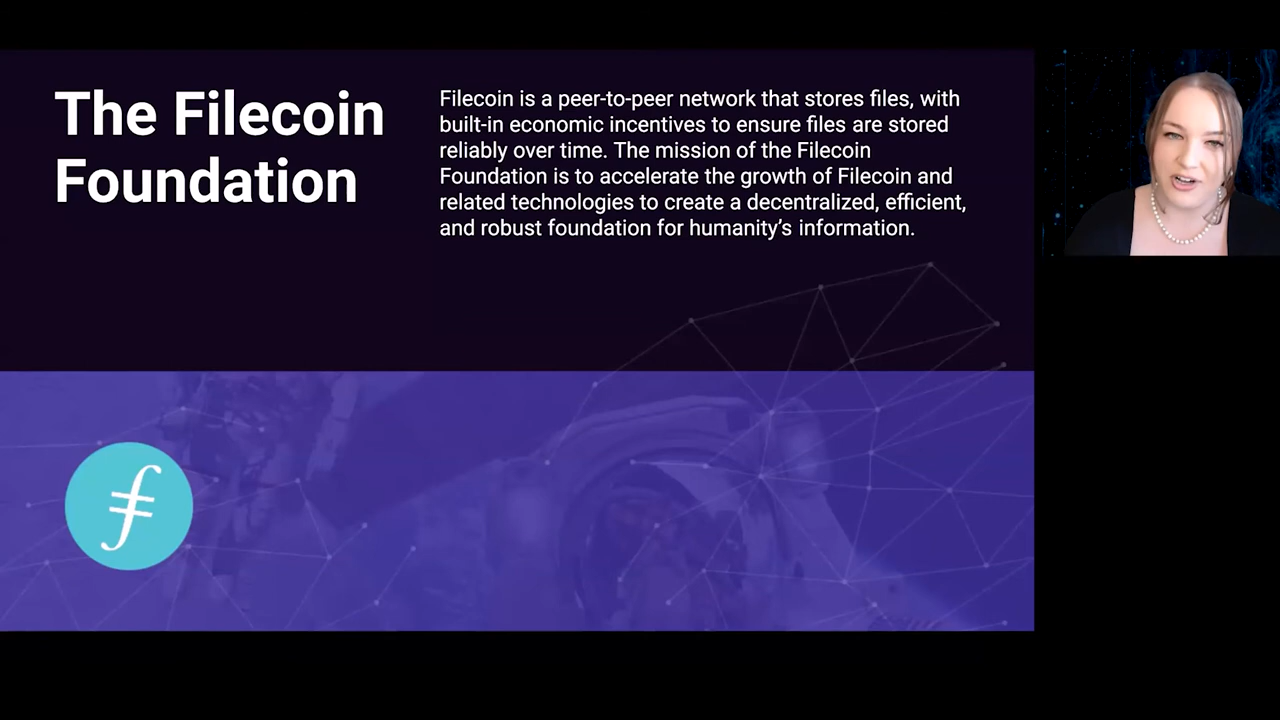 The Filecoin
Foundation
Filecoin is a peer-to-peer network that stores files, with
built-in economic incentives to ensure files are stored
reliably over time. The mission of the Filecoin
Foundation is to accelerate the growth of Filecoin and
related technologies to create a decentralized, efficient,
and robust foundation for humanity’s information.